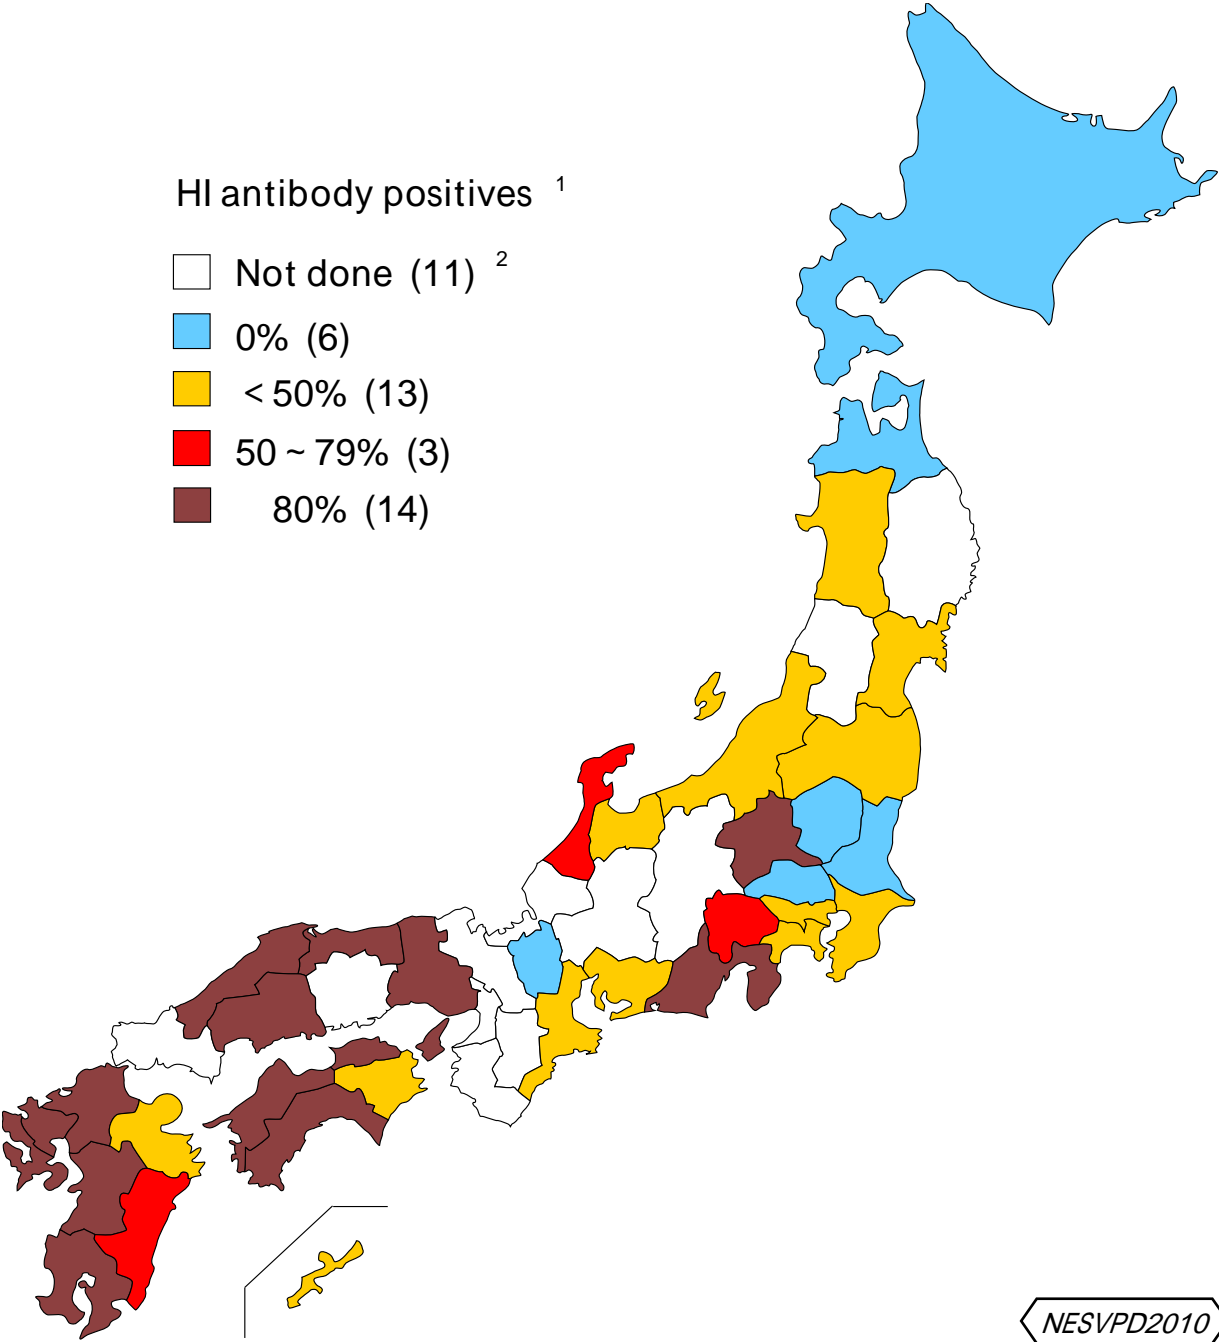 HI antibody positives 1
Not done (11) 2
0% (6)
< 50% (13)
50 ~ 79% (3)
80% (14)
NESVPD2010